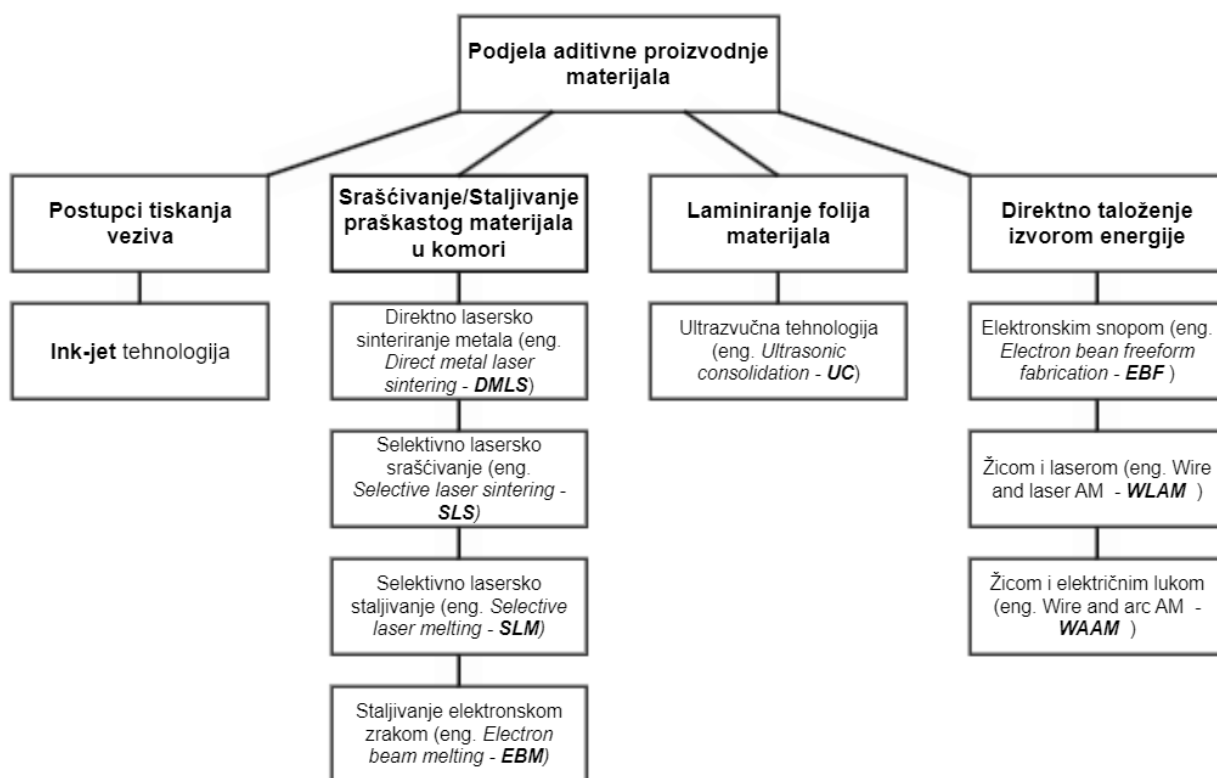 Podjela aditivne proizvodnje
materijala
Postupci tiskanja
veziva
Ink-jet tehnologija
Srašćivanje/Staljivanje
praškastog materijala
u komori
Direktno lasersko
sinteriranje metala (eng.
Direct metal laser
sintering - DMLS)
Selektivno lasersko
srašćivanje (eng.
Selective laser sintering -
SLS)
Selektivno lasersko
staljivanje (eng. Selective
laser melting - SLM)
Staljivanje elektronskom
zrakom (eng. Electron
beam melting - EBM)
Laminiranje folija
materijala
Ultrazvučna tehnologija
(eng. Ultrasonic
consolidation - UC)
Direktno taloženje
izvorom energije
Elektronskim snopom (eng.
Electron bean freeform
fabrication - EBF )
Žicom i laserom (eng. Wire
and laser AM - WLAM )
Žicom i električnim lukom
(eng. Wire and arc AM -
WAAM )